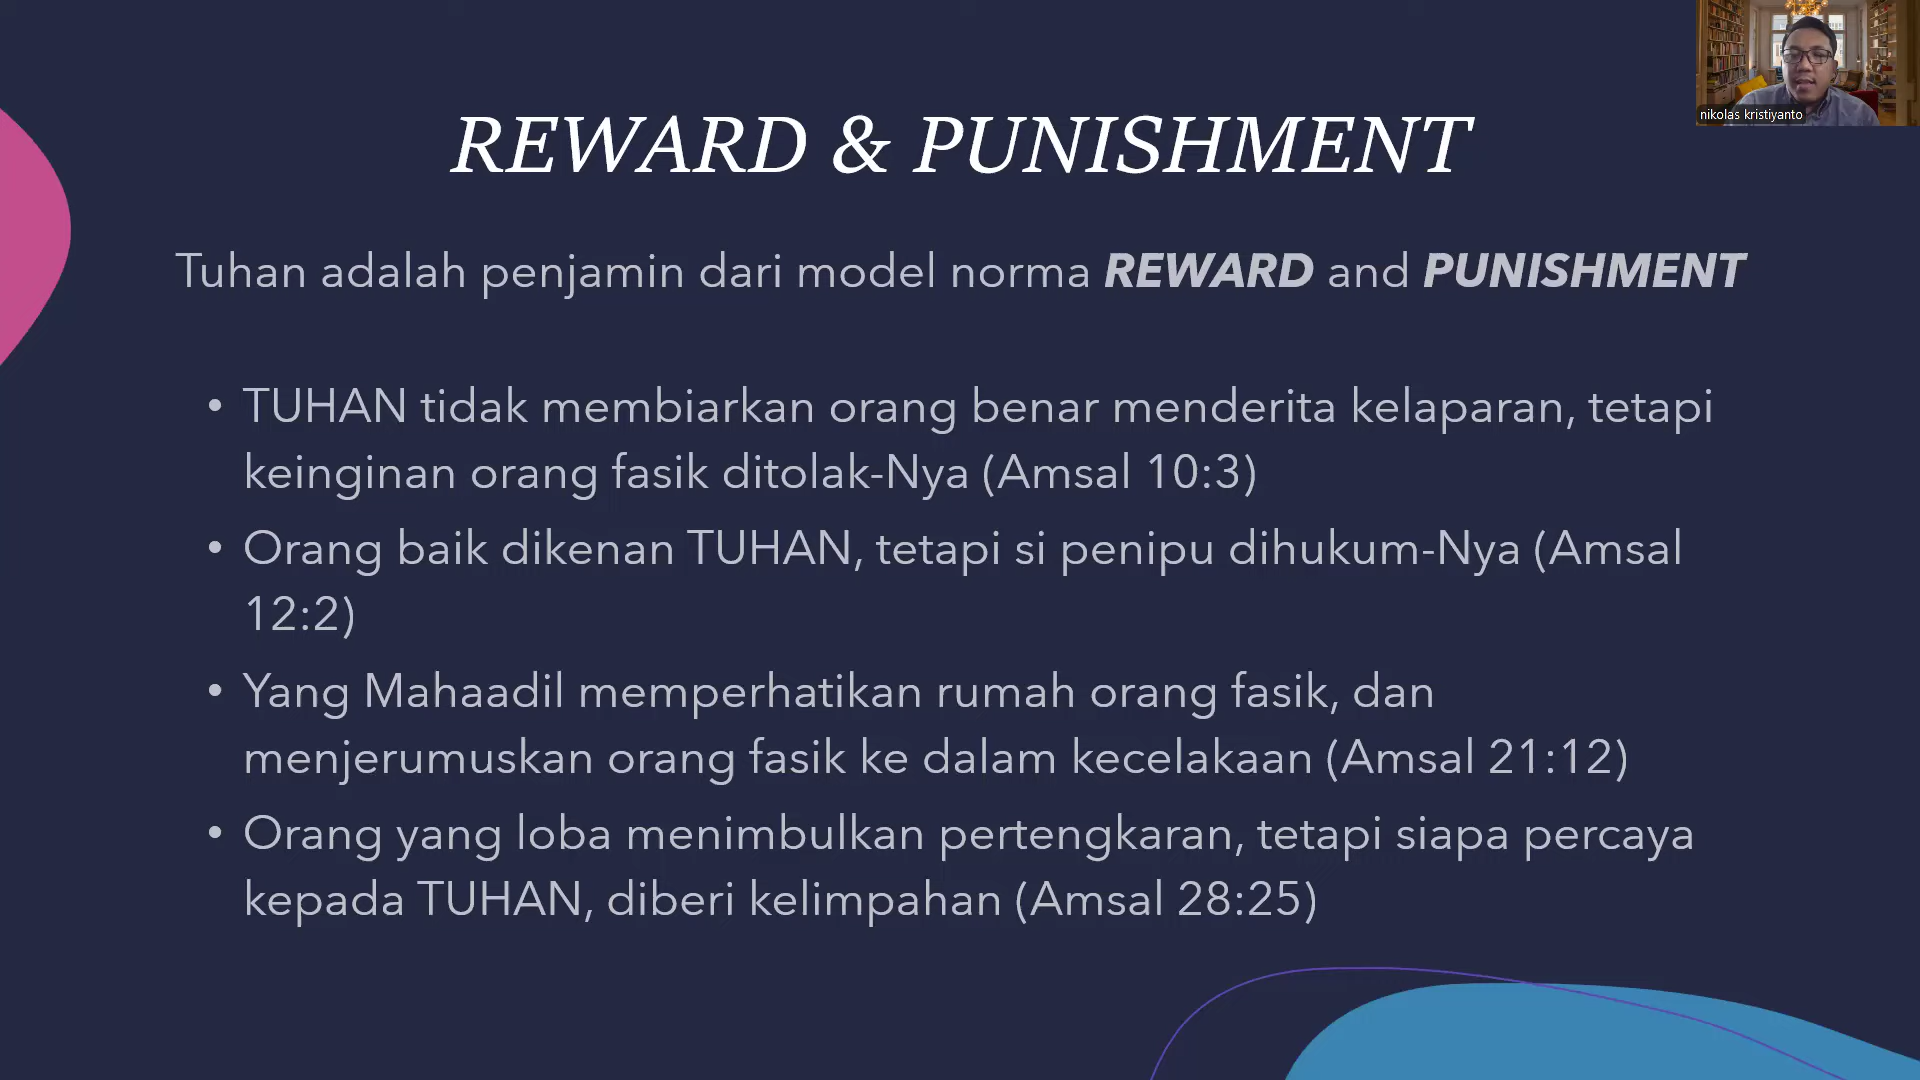 REWARD & PUNISHMENT
nikolas kristiyanto
Tuhan adalah penjamin dari model norma REWARD and PUNISHMENT
• TUHAN tidak membiarkan orang benar menderita kelaparan, tetapi
keinginan orang fasik ditolak-Nya (Amsal 10:3)
• Orang baik dikenan TUHAN, tetapi si penipu dihukum-Nya (Amsal
12:2)
• Yang Mahaadil memperhatikan rumah orang fasik, dan
menjerumuskan orang fasik ke dalam kecelakaan (Amsal 21:12)
• Orang yang loba menimbulkan pertengkaran, tetapi siapa percaya
kepada TUHAN, diberi kelimpahan (Amsal 28:25)